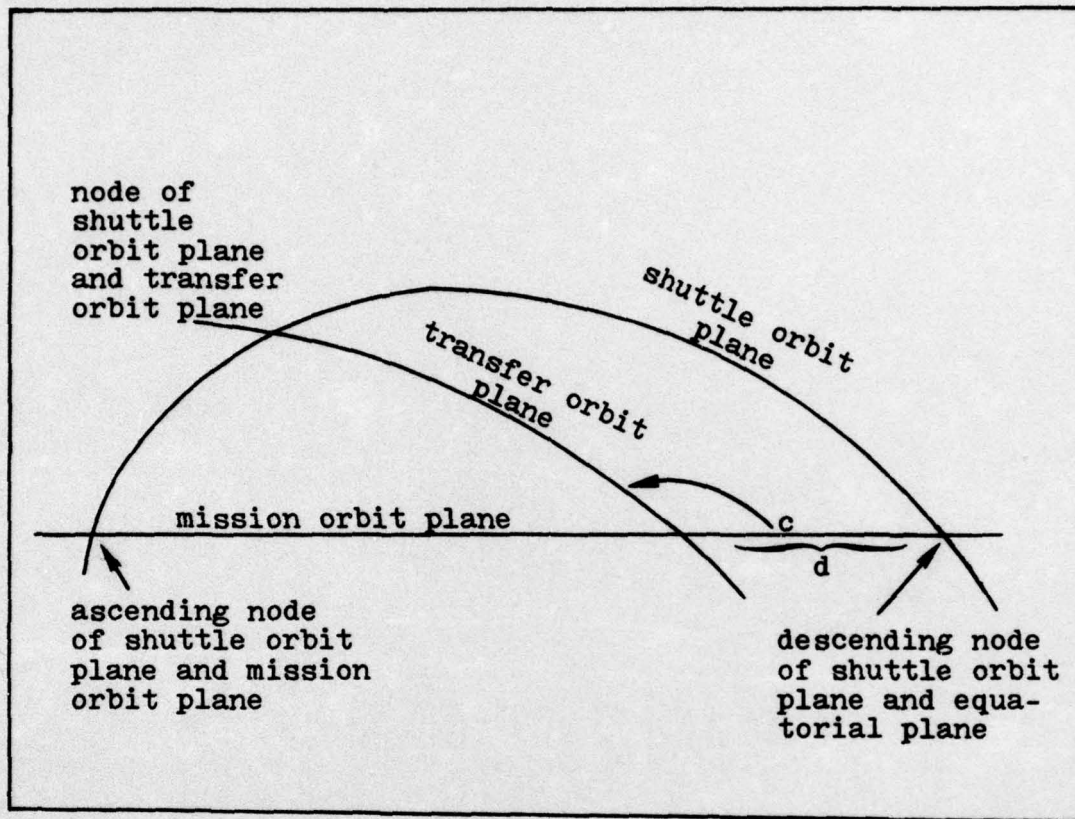 node of
shuttle
orbit plane
and transfer
orbit plane
shuttle orbit
plane
transfer orbit
plane
mission orbit plane
c
d
ascending node
of shuttle orbit
plane and mission
orbit plane
descending node
of shuttle orbit
plane and equa-
torial plane